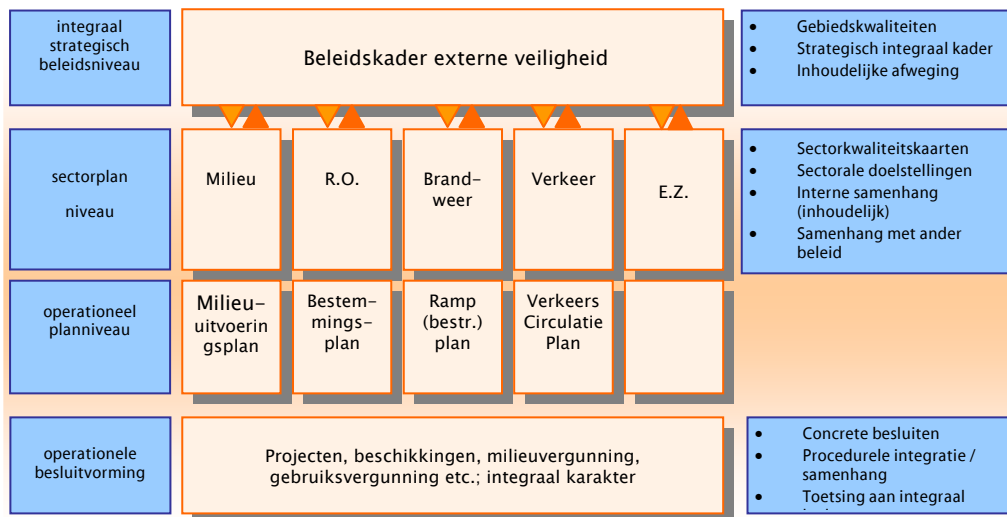 integraal
strategisch
beleidsniveau
Beleidskader externe veiligheid
• Gebiedskwaliteiten
• Strategisch integraal kader
• Inhoudelijke afweging
sectorplan
niveau
Milieu
R.O.
Brand-
weer
Verkeer
E.Z.
• Sectorkwaliteitskaarten
• Sectorale doelstellingen
• Interne samenhang
(inhoudelijk)
• Samenhang met ander
beleid
operationeel
planniveau
Milieu-
uitvoerin
gsplan
Bestem-
mings-
plan
Ramp
(bestr.)
plan
Verkeers
Circulatie
Plan
operationele
besluitvorming
Projecten, beschikkingen, milieuvergunning,
gebruiksvergunning etc.; integraal karakter
• Concrete besluiten
• Procedurele integratie /
samenhang
• Toetsing aan integraal